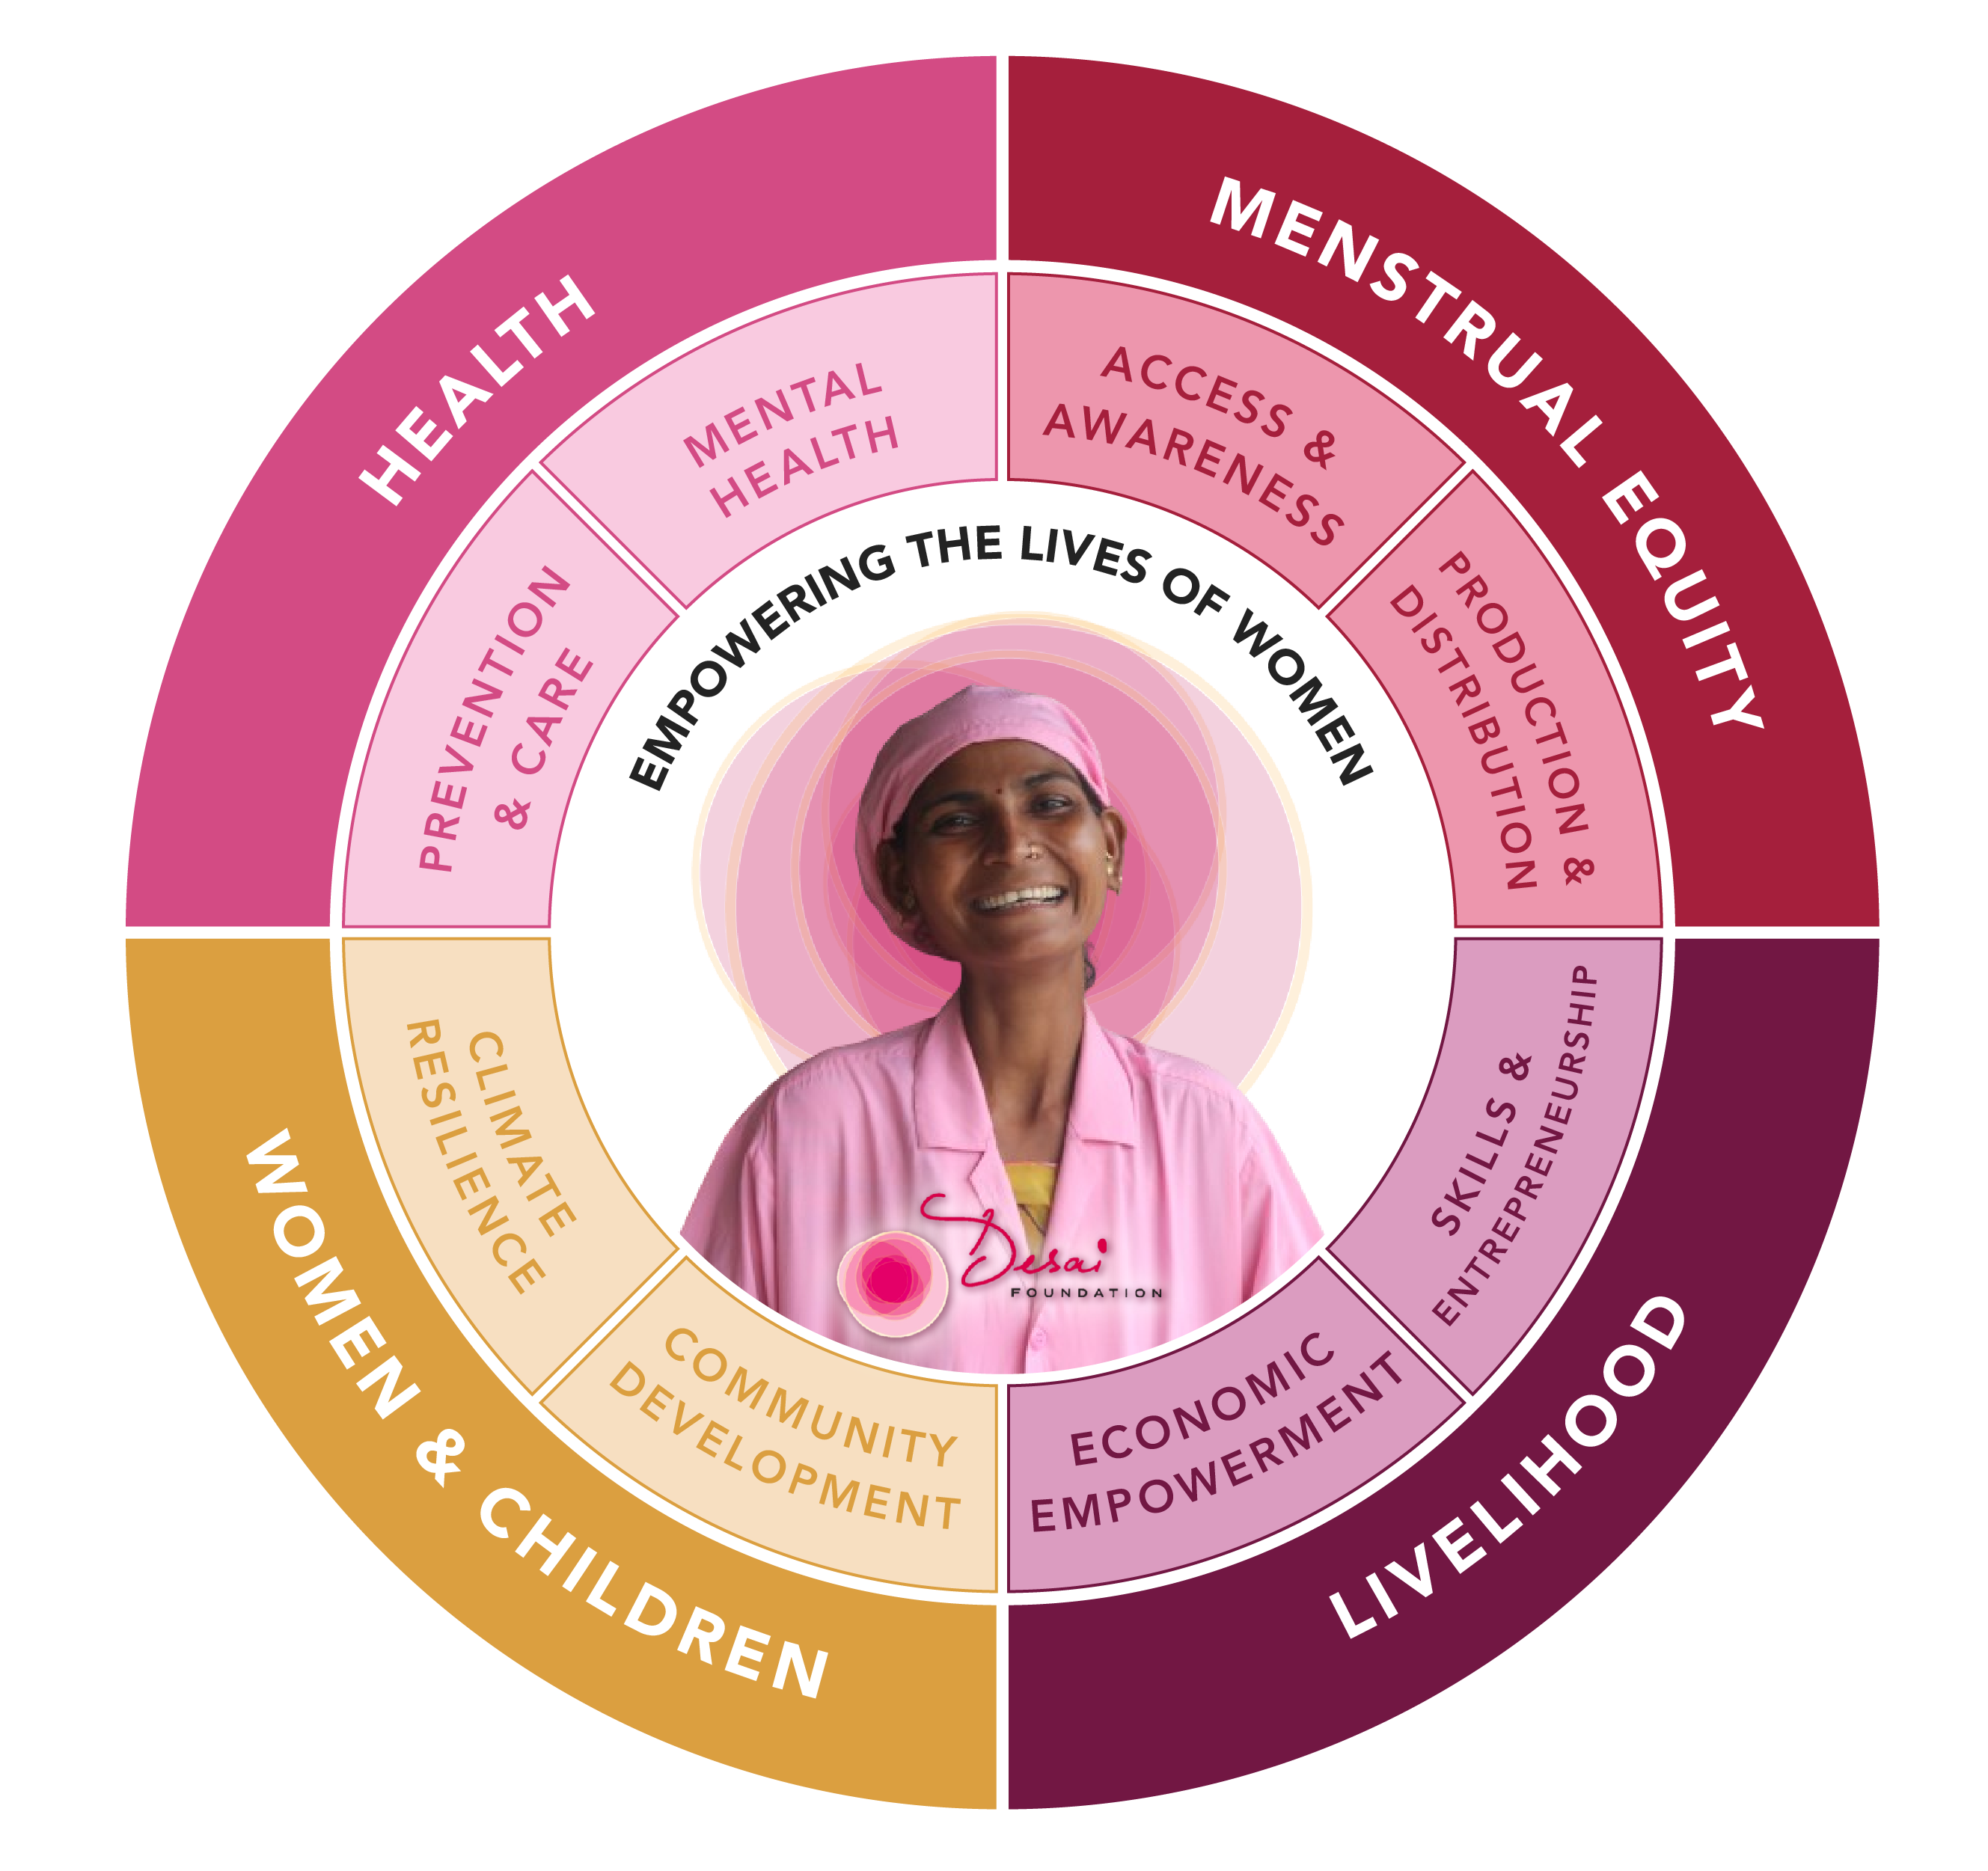 HEALTH
MENTAL
HEALTH
PREVENTION
& CARE
MENSTRUAL EQUITY
ACCESS &
AWARENESS
PRODUCTION &
DISTRIBUTION
EMPOWERING THE LIVES OF WOMEN
Desai
FOUNDATION
WOMEN & CHILDREN
CLIMATE
RESILIENCE
COMMUNITY
DEVELOPMENT
LIVELIHOOD
SKILLS &
ENTREPRENEURSHIP
ECONOMIC
EMPOWERMENT